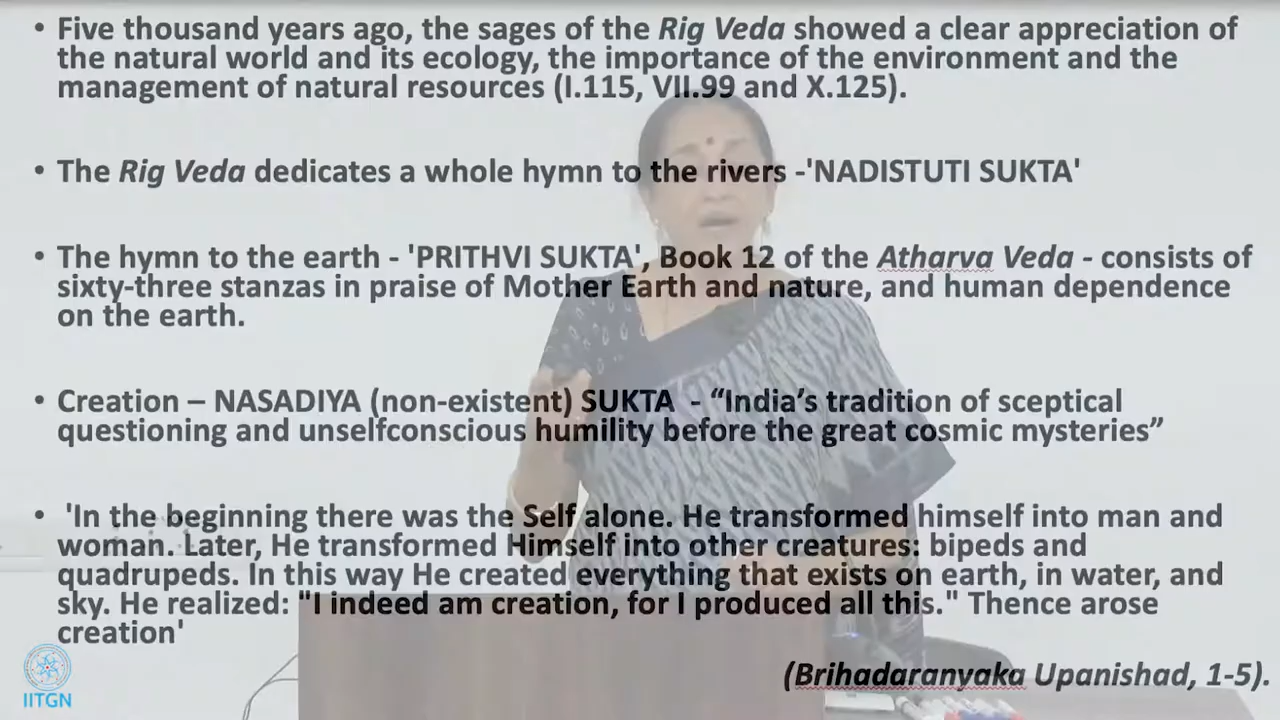 • Five thousand years ago, the sages of the Rig Veda showed a clear appreciation of
the natural world and its ecology, the importance of the environment and the
management of natural resources (I.115, VII.99 and X.125).
• The Rig Veda dedicates a whole hymn to the rivers -'NADISTUTI SUKTA'
• The hymn to the earth - 'PRITHVI SUKTA', Book 12 of the Atharva Veda - consists of
sixty-three stanzas in praise of Mother Earth and nature, and human dependence
on the earth.
• Creation – NASADIYA (non-existent) SUKTA - “India’s tradition of sceptical
questioning and unselfconscious humility before the great cosmic mysteries”
• 'In the beginning there was the Self alone. He transformed himself into man and
woman. Later, He transformed Himself into other creatures: bipeds and
quadrupeds. In this way He created everything that exists on earth, in water, and
sky. He realized: "I indeed am creation, for I produced all this." Thence arose
creation'
(Brihadaranyaka Upanishad, 1-5).
IITGN